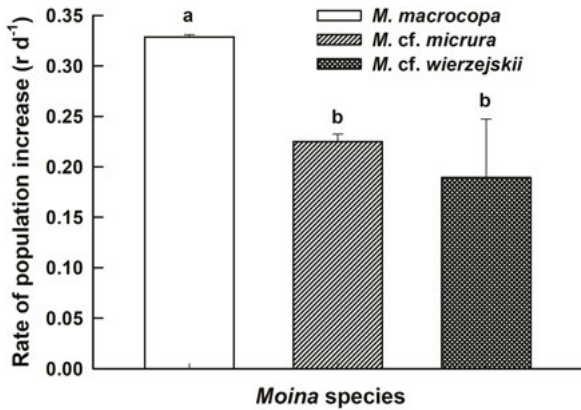 Rate of population increase (r d⁻¹)
0.35
0.30
0.25
0.20
0.15
0.10
0.05
0.00
a
b
b
M. macrocopa
M. cf. micrura
M. cf. wierzejskii
Moina species